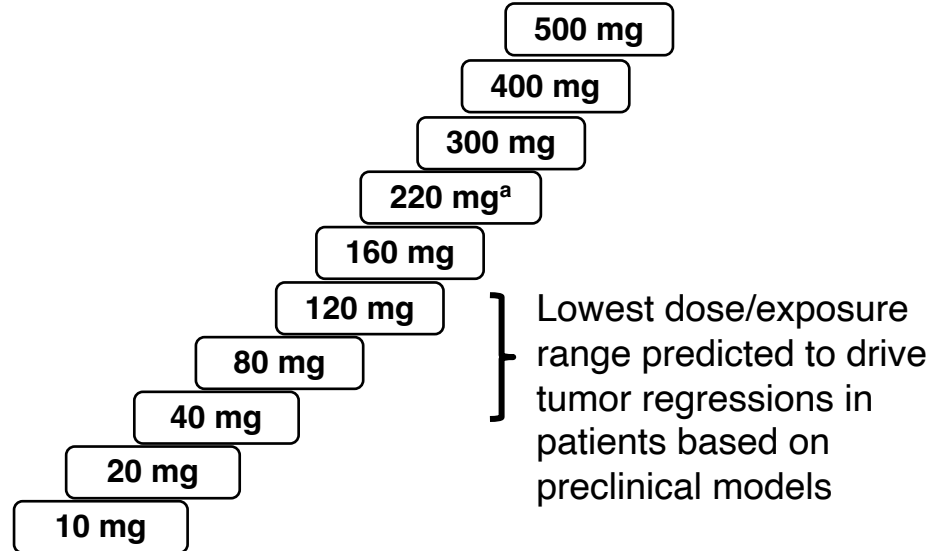 500 mg
400 mg
300 mg
220 mgᵃ
160 mg
120 mg
80 mg
40 mg
20 mg
10 mg
Lowest dose/exposure
range predicted to drive
tumor regressions in
patients based on
preclinical models